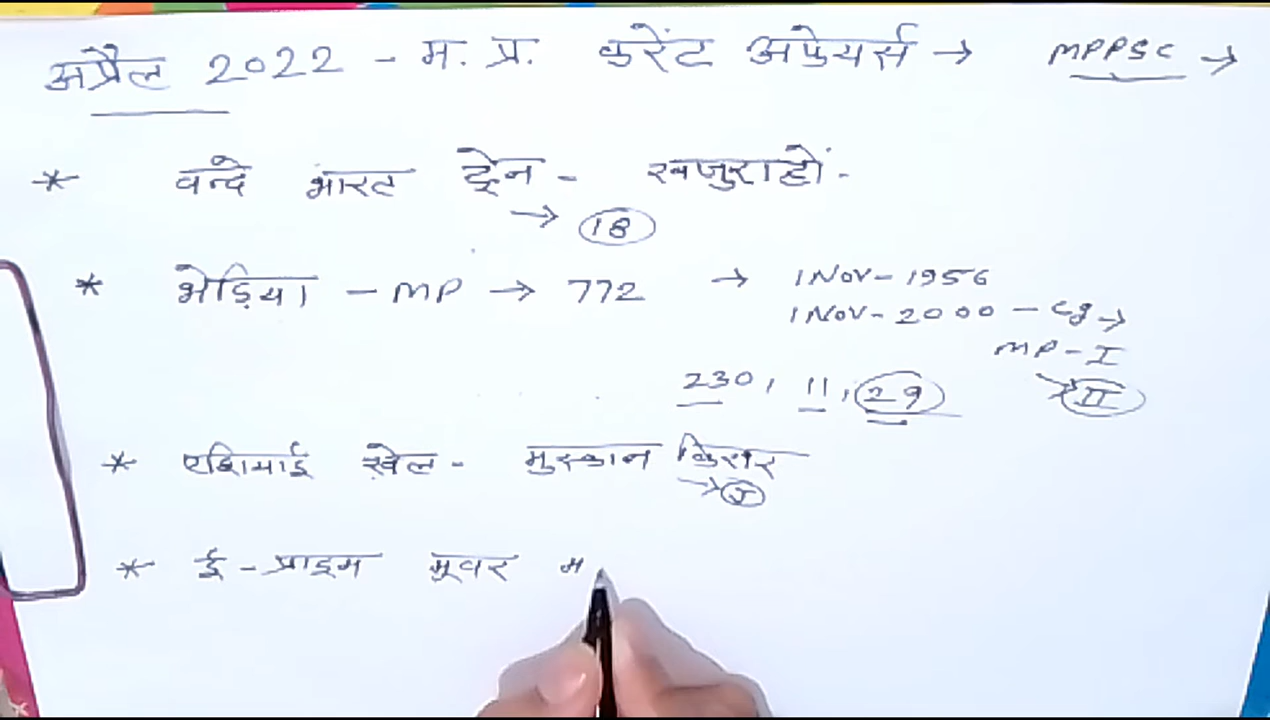 अप्रैल 2022 - म. प्र. करेंट अफेयर्स → MPPSC →
* वन्दे भारत ट्रेन - खजुराहों -
→ 18
* भेड़िया - MP → 772 → 1 NOV - 1956
1 NOV - 2000 - Cg →
MP - I
→ II
230, 11, 29
* एशियाई खेल - मुस्कान किरार
→
* ई - प्राइम मूवर म